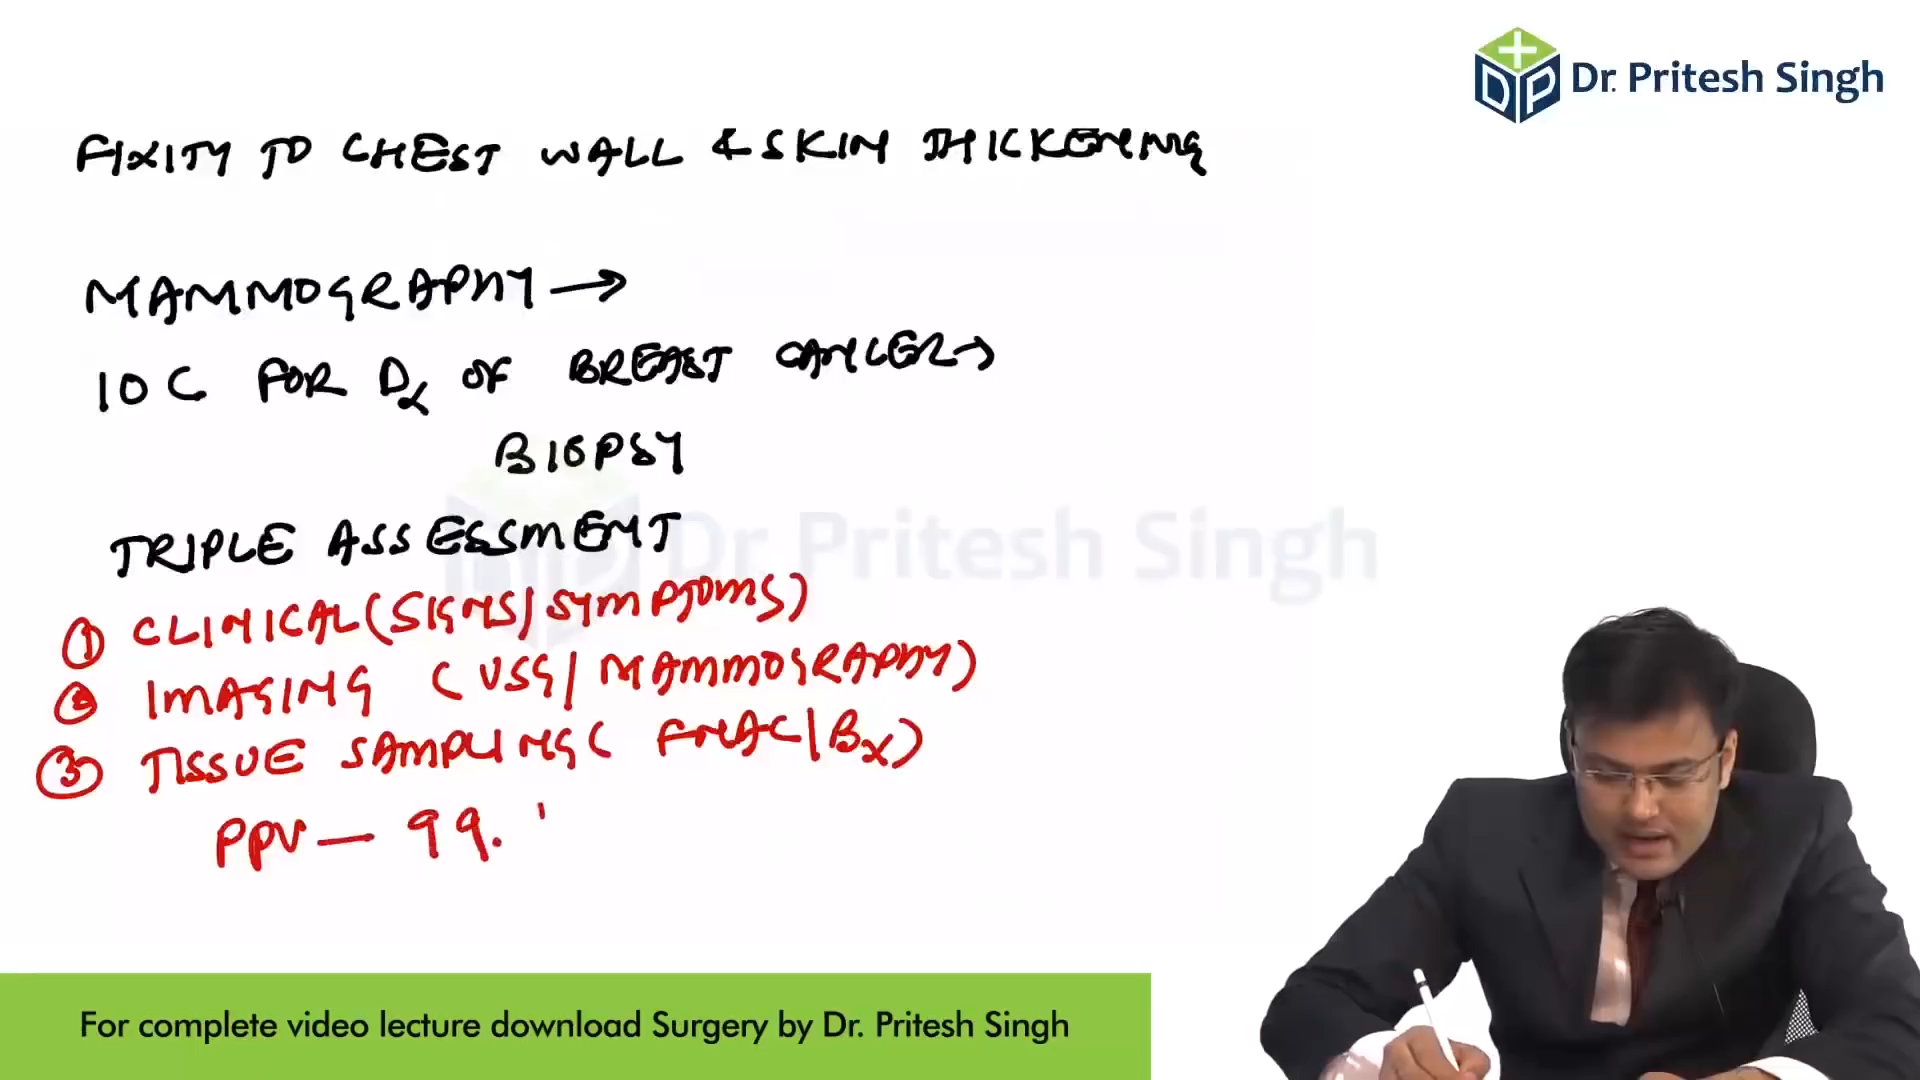 Dr. Pritesh Singh
FIXITY TO CHEST WALL & SKIN THICKENING
MAMMOGRAPHY →
IOC FOR Dx OF BREAST CANCER →
BIOPSY
TRIPLE ASSESSMENT
① CLINICAL (SIGNS/SYMPTOMS)
② IMAGING (USG/MAMMOGRAPHY)
③ TISSUE SAMPLING (FNAC/Bx)
PPV — 99.
Dr. Pritesh Singh
For complete video lecture download Surgery by Dr. Pritesh Singh